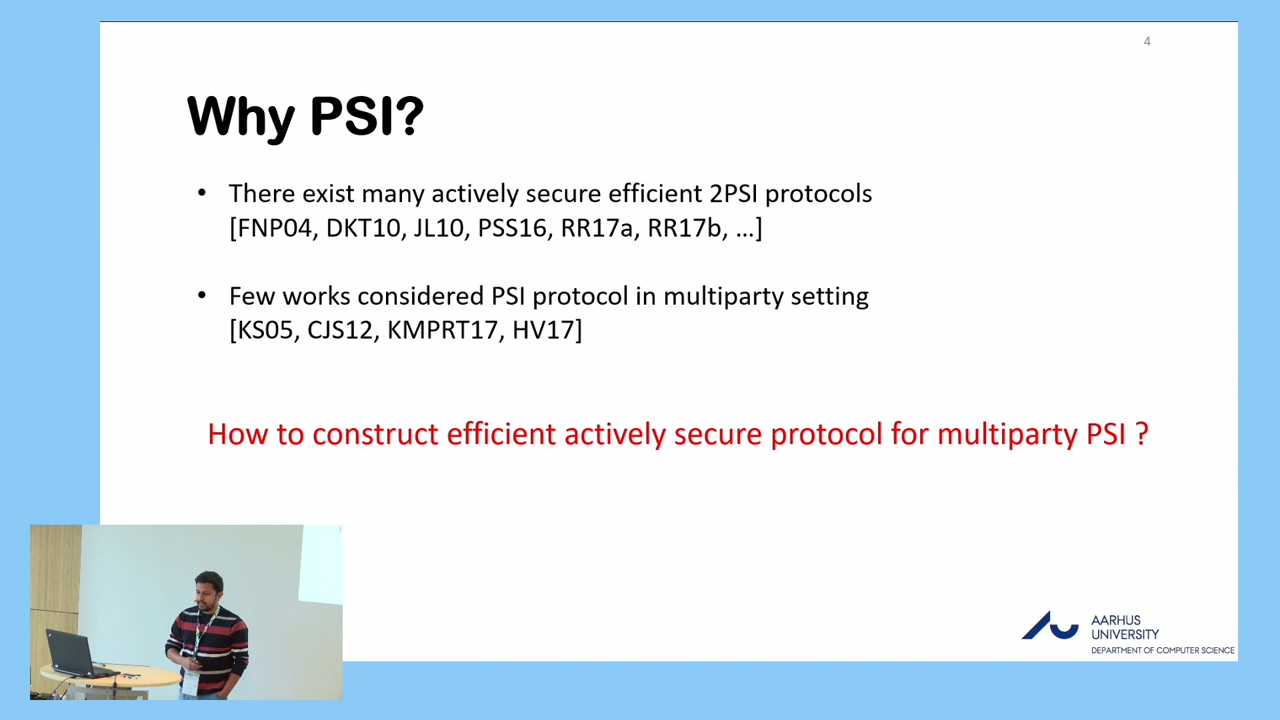 4
Why PSI?
• There exist many actively secure efficient 2PSI protocols
[FNP04, DKT10, JL10, PSS16, RR17a, RR17b, ...]
• Few works considered PSI protocol in multiparty setting
[KS05, CJS12, KMPRT17, HV17]
How to construct efficient actively secure protocol for multiparty PSI ?
AARHUS
UNIVERSITY
DEPARTMENT OF COMPUTER SCIENCE